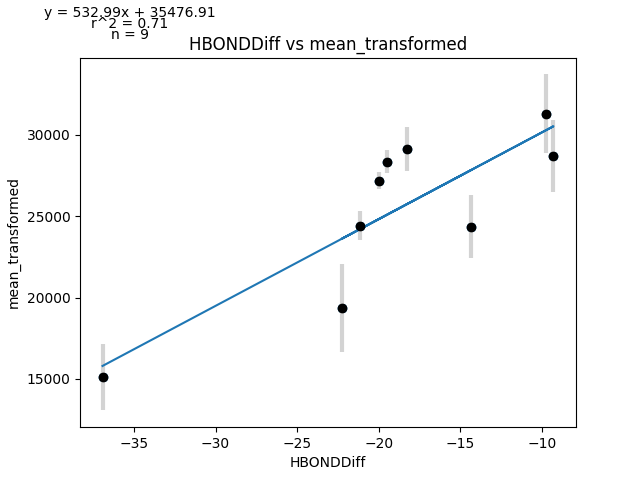 y = 532.99x + 35476.91
r^2 = 0.71
n = 9
HBONDDiff vs mean_transformed
mean_transformed
30000
25000
20000
15000
−35
−30
−25
−20
−15
−10
HBONDDiff